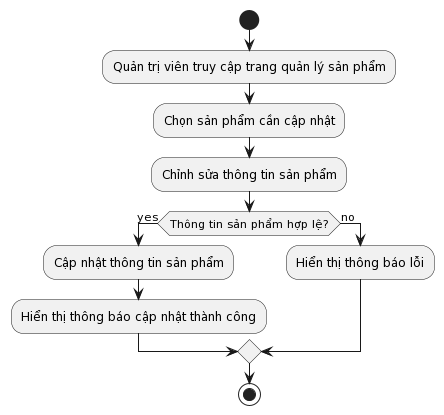 Quản trị viên truy cập trang quản lý sản phẩm
Chọn sản phẩm cần cập nhật
Chỉnh sửa thông tin sản phẩm
Thông tin sản phẩm hợp lệ?
yes
no
Cập nhật thông tin sản phẩm
Hiển thị thông báo lỗi
Hiển thị thông báo cập nhật thành công